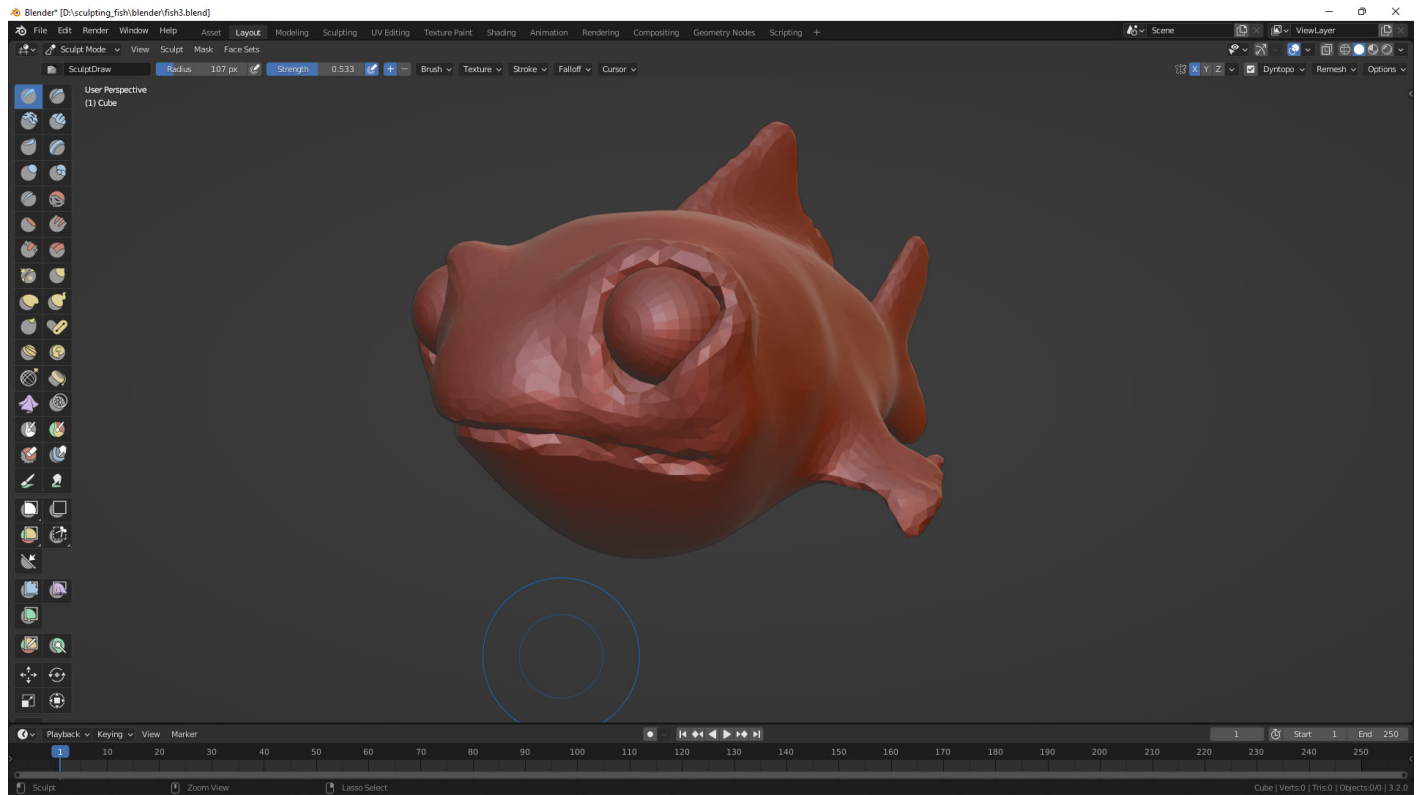 Blender* [D:\sculpting_fish\blender\fish3.blend]
File Edit Render Window Help Asset Layout Modeling Sculpting UV Editing Texture Paint Shading Animation Rendering Compositing Geometry Nodes Scripting + Scene ViewLayer
Sculpt Mode View Sculpt Mask Face Sets
SculptDraw Radius 107 px Strength 0.533 + − Brush Texture Stroke Falloff Cursor X Y Z Dyntopo Remesh Options
User Perspective
(1) Cube
Playback Keying View Marker 1 Start 1 End 250
1 10 20 30 40 50 60 70 80 90 100 110 120 130 140 150 160 170 180 190 200 210 220 230 240 250
Sculpt Zoom View Lasso Select Cube | Verts:0 | Tris:0 | Objects:0/0 | 3.2.0